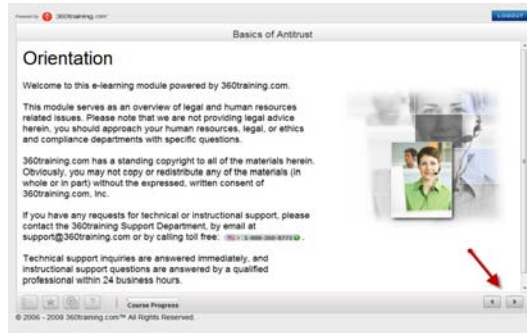 Powered by 360training.com
LOGOUT
Basics of Antitrust
Orientation
Welcome to this e-learning module powered by 360training.com.
This module serves as an overview of legal and human resources
related issues. Please note that we are not providing legal advice
herein, you should approach your human resources, legal, or ethics
and compliance departments with specific questions.
360training.com has a standing copyright to all of the materials herein.
Obviously, you may not copy or redistribute any of the materials (in
whole or in part) without the expressed, written consent of
360training.com, Inc.
If you have any requests for technical or instructional support, please
contact the 360training Support Department, by email at
support@360training.com or by calling toll free:
Technical support inquiries are answered immediately, and
instructional support questions are answered by a qualified
professional within 24 business hours.
Course Progress
© 2006 - 2009 360training.com™ All Rights Reserved.